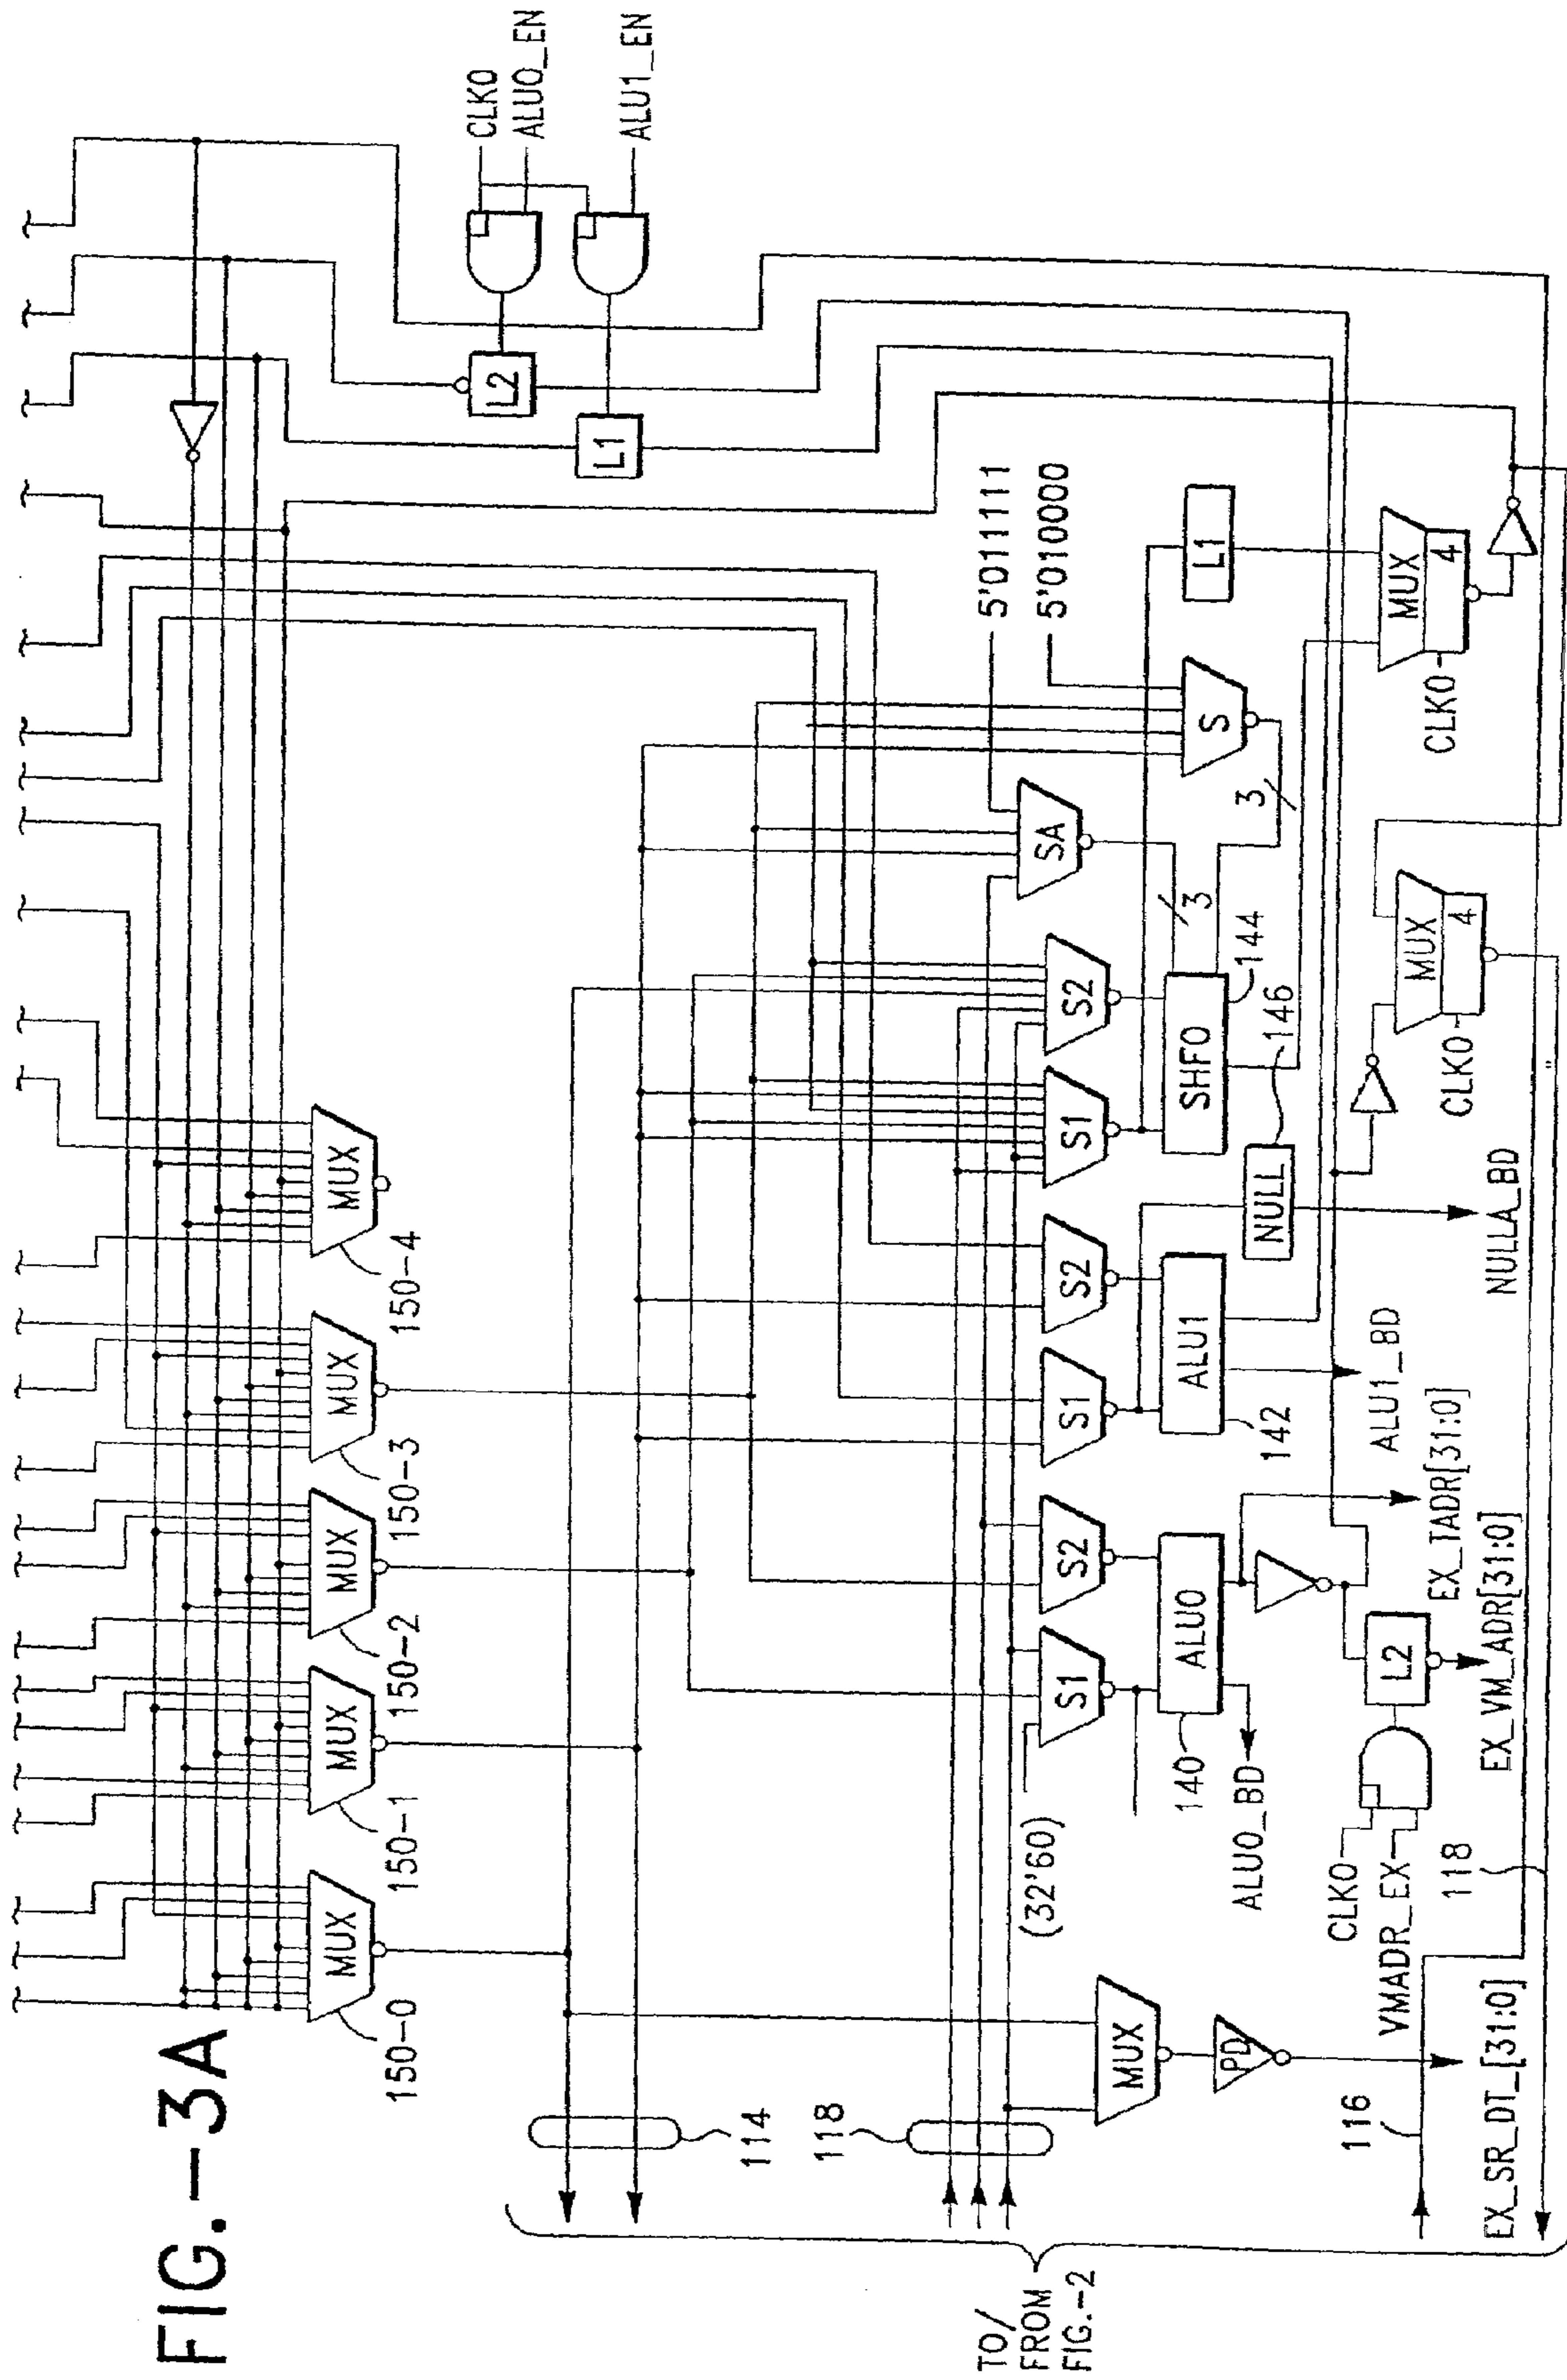 FIG.-3A
CLK0
ALU0_EN
ALU1_EN
L2
L1
MUX
150-0
MUX
150-1
MUX
150-2
MUX
150-3
MUX
150-4
114
118
TO/
FROM
FIG.-2
MUX
PD
116
EX_SR_DT_[31:0]
(32'60)
S1
S2
ALU0
140
ALU0_BD
CLK0
VMADR_EX
L2
118
EX_VM_ADR[31:0]
EX_TADR[31:0]
S1
S2
ALU1
142
ALU1_BD
NULL
146
NULLA_BD
S1
S2
SHF0
144
SA
3
S
3
5'011111
5'010000
L1
MUX
4
CLK0
MUX
4
CLK0